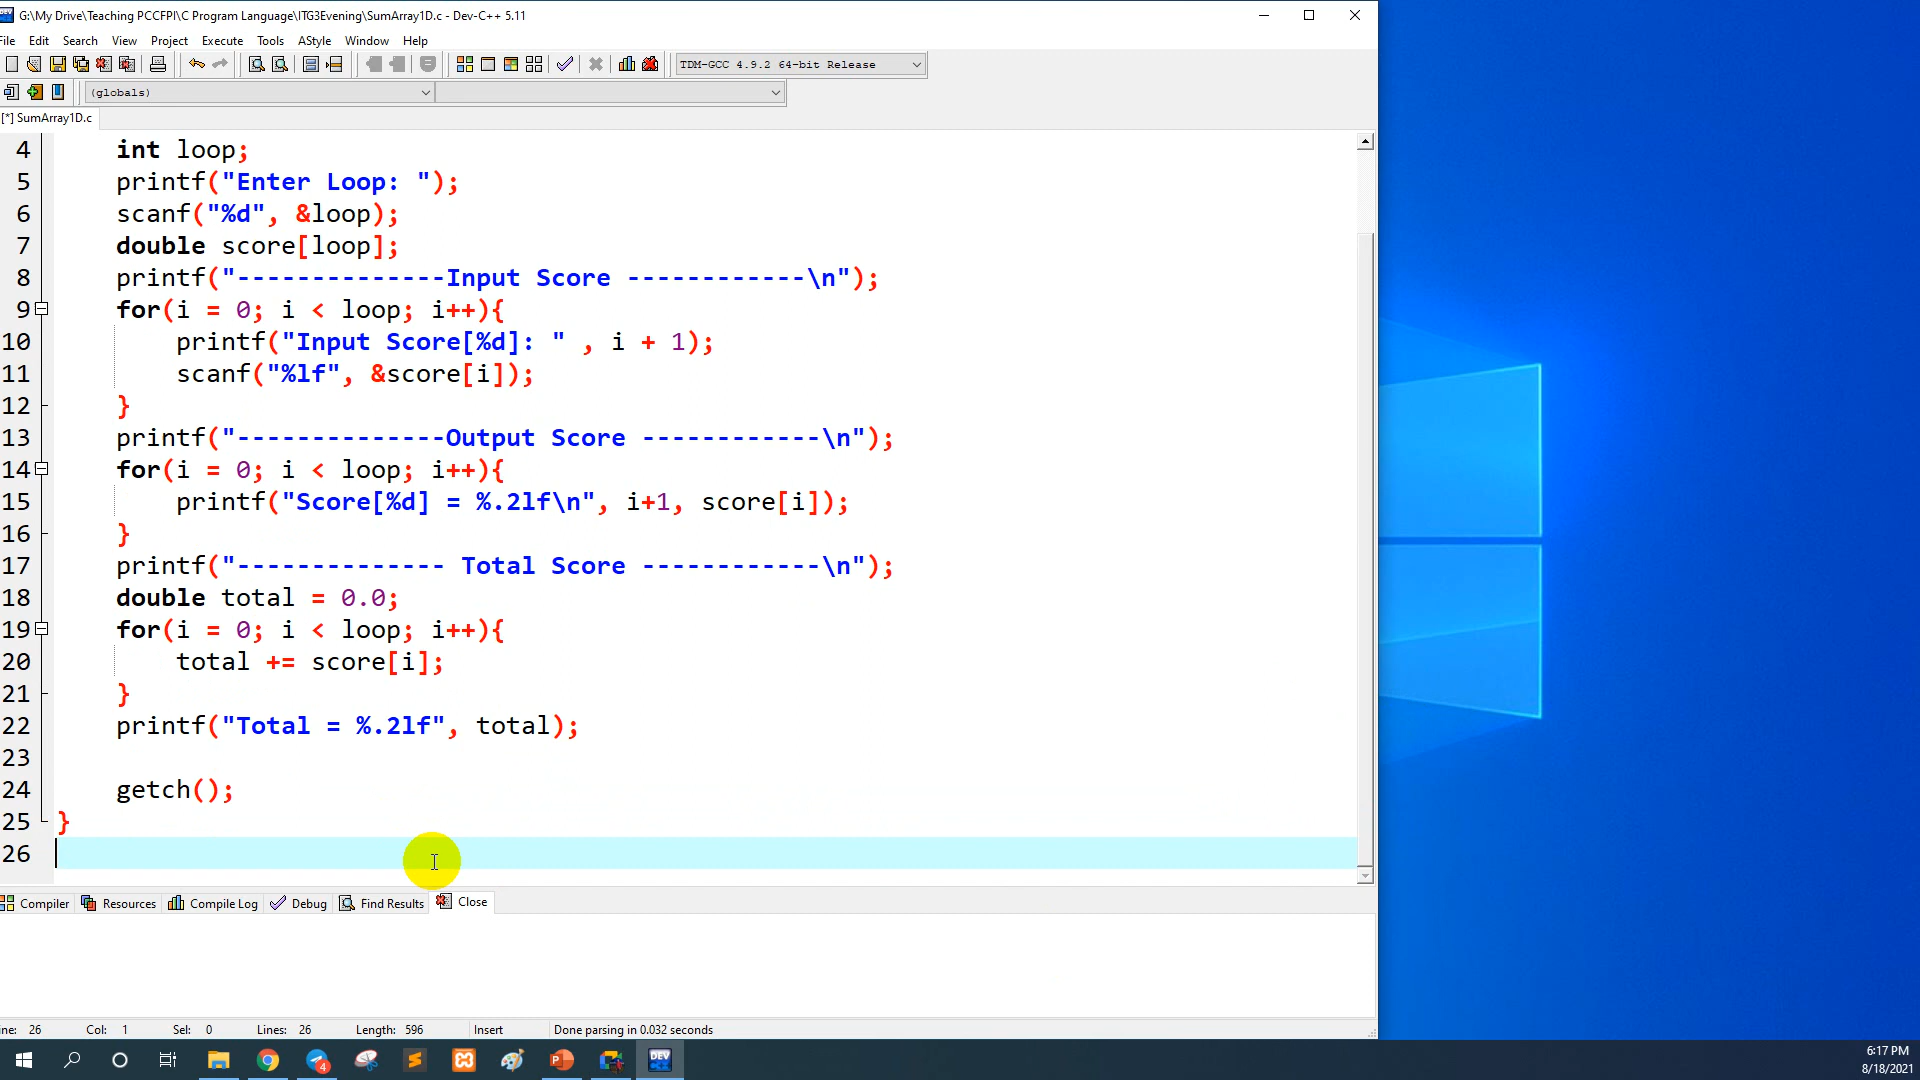 G:\My Drive\Teaching PCCFPI\C Program Language\ITG3Evening\SumArray1D.c - Dev-C++ 5.11
File Edit Search View Project Execute Tools AStyle Window Help
TDM-GCC 4.9.2 64-bit Release
(globals)
[*] SumArray1D.c
4 int loop;
5 printf("Enter Loop: ");
6 scanf("%d", &loop);
7 double score[loop];
8 printf("--------------Input Score ------------\n");
9 for(i = 0; i < loop; i++){
10 printf("Input Score[%d]: " , i + 1);
11 scanf("%lf", &score[i]);
12 }
13 printf("--------------Output Score ------------\n");
14 for(i = 0; i < loop; i++){
15 printf("Score[%d] = %.2lf\n", i+1, score[i]);
16 }
17 printf("-------------- Total Score ------------\n");
18 double total = 0.0;
19 for(i = 0; i < loop; i++){
20 total += score[i];
21 }
22 printf("Total = %.2lf", total);
23
24 getch();
25 }
26
Compiler Resources Compile Log Debug Find Results Close
ine: 26 Col: 1 Sel: 0 Lines: 26 Length: 596 Insert Done parsing in 0.032 seconds
4
DEV
6:17 PM
8/18/2021